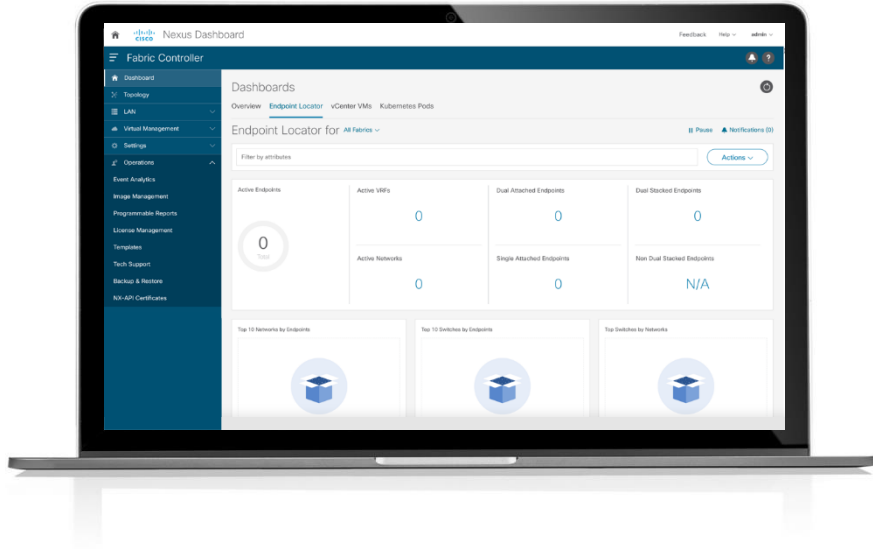 CISCO Nexus Dashboard
Feedback Help admin
Fabric Controller
?
Dashboard
Topology
LAN
Virtual Management
Settings
Operations
Event Analytics
Image Management
Programmable Reports
License Management
Templates
Tech Support
Backup & Restore
NX-API Certificates
Dashboards
Overview Endpoint Locator vCenter VMs Kubernetes Pods
Endpoint Locator for All Fabrics
Pause Notifications (0)
Filter by attributes
Actions
Active Endpoints
0
Total
Active VRFs
0
Active Networks
0
Dual Attached Endpoints
0
Single Attached Endpoints
0
Dual Stacked Endpoints
0
Non Dual Stacked Endpoints
N/A
Top 10 Networks by Endpoints
Top 10 Switches by Endpoints
Top Switches by Networks